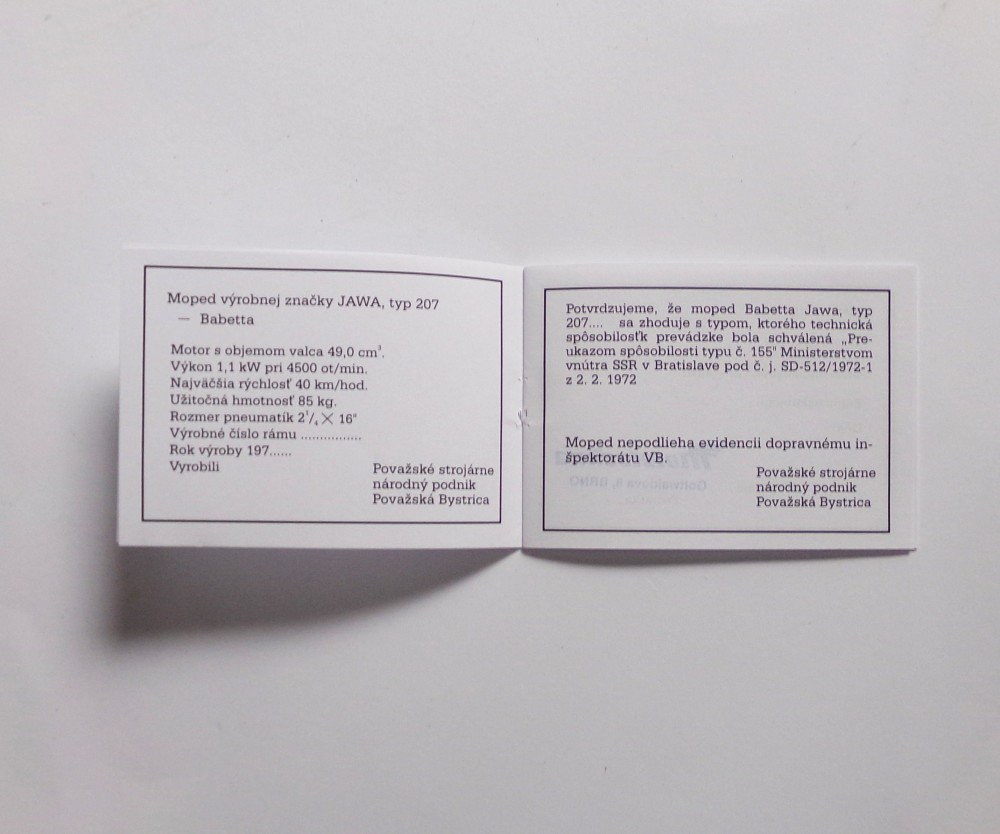 Moped výrobnej značky JAWA, typ 207
— Babetta
Motor s objemom valca 49,0 cm³.
Výkon 1,1 kW pri 4500 ot/min.
Najväčšia rýchlosť 40 km/hod.
Užitočná hmotnosť 85 kg.
Rozmer pneumatík 2¹/₄ X 16"
Výrobné číslo rámu ................
Rok výroby 197......
Vyrobili
Považské strojárne
národný podnik
Považská Bystrica
Potvrdzujeme, že moped Babetta Jawa, typ
207.... sa zhoduje s typom, ktorého technická
spôsobilosťk prevádzke bola schválená „Pre-
ukazom spôsobilosti typu č. 155" Ministerstvom
vnútra SSR v Bratislave pod č. j. SD-512/1972-1
z 2. 2. 1972
Moped nepodlieha evidencii dopravnému in-
špektorátu VB.
Považské strojárne
národný podnik
Považská Bystrica